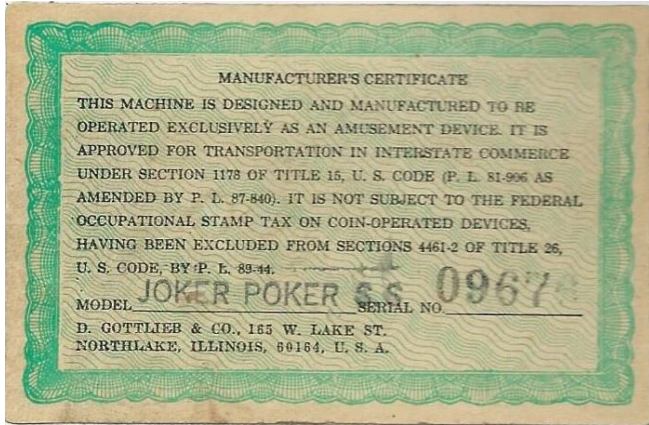 MANUFACTURER'S CERTIFICATE
THIS MACHINE IS DESIGNED AND MANUFACTURED TO BE
OPERATED EXCLUSIVELY AS AN AMUSEMENT DEVICE. IT IS
APPROVED FOR TRANSPORTATION IN INTERSTATE COMMERCE
UNDER SECTION 1178 OF TITLE 15, U. S. CODE (P. L. 81-906 AS
AMENDED BY P. L. 87-840). IT IS NOT SUBJECT TO THE FEDERAL
OCCUPATIONAL STAMP TAX ON COIN-OPERATED DEVICES,
HAVING BEEN EXCLUDED FROM SECTIONS 4461-2 OF TITLE 26,
U. S. CODE, BY P. L. 89-44.
MODEL JOKER POKER S.S. SERIAL NO. 0967
D. GOTTLIEB & CO., 165 W. LAKE ST.
NORTHLAKE, ILLINOIS, 60164, U. S. A.